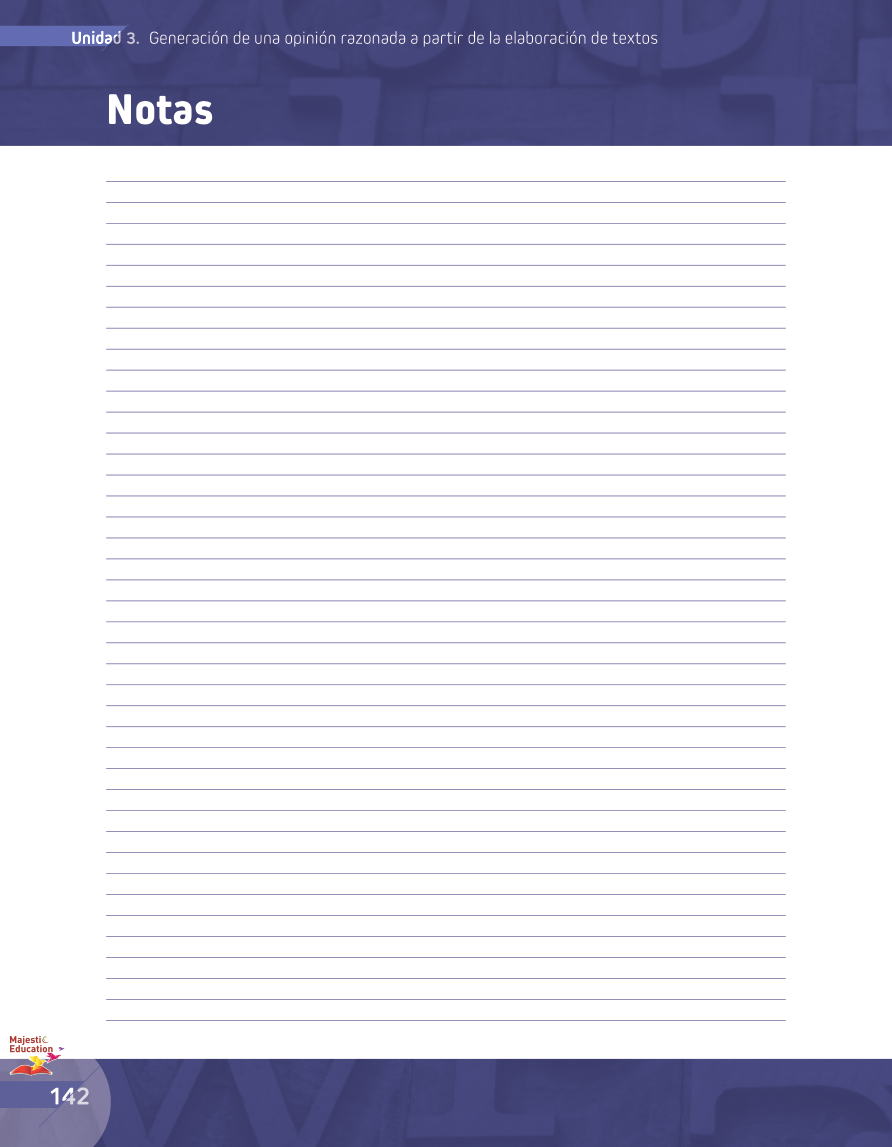 Unidad 3. Generación de una opinión razonada a partir de la elaboración de textos
Notas
Majestic
Education
142